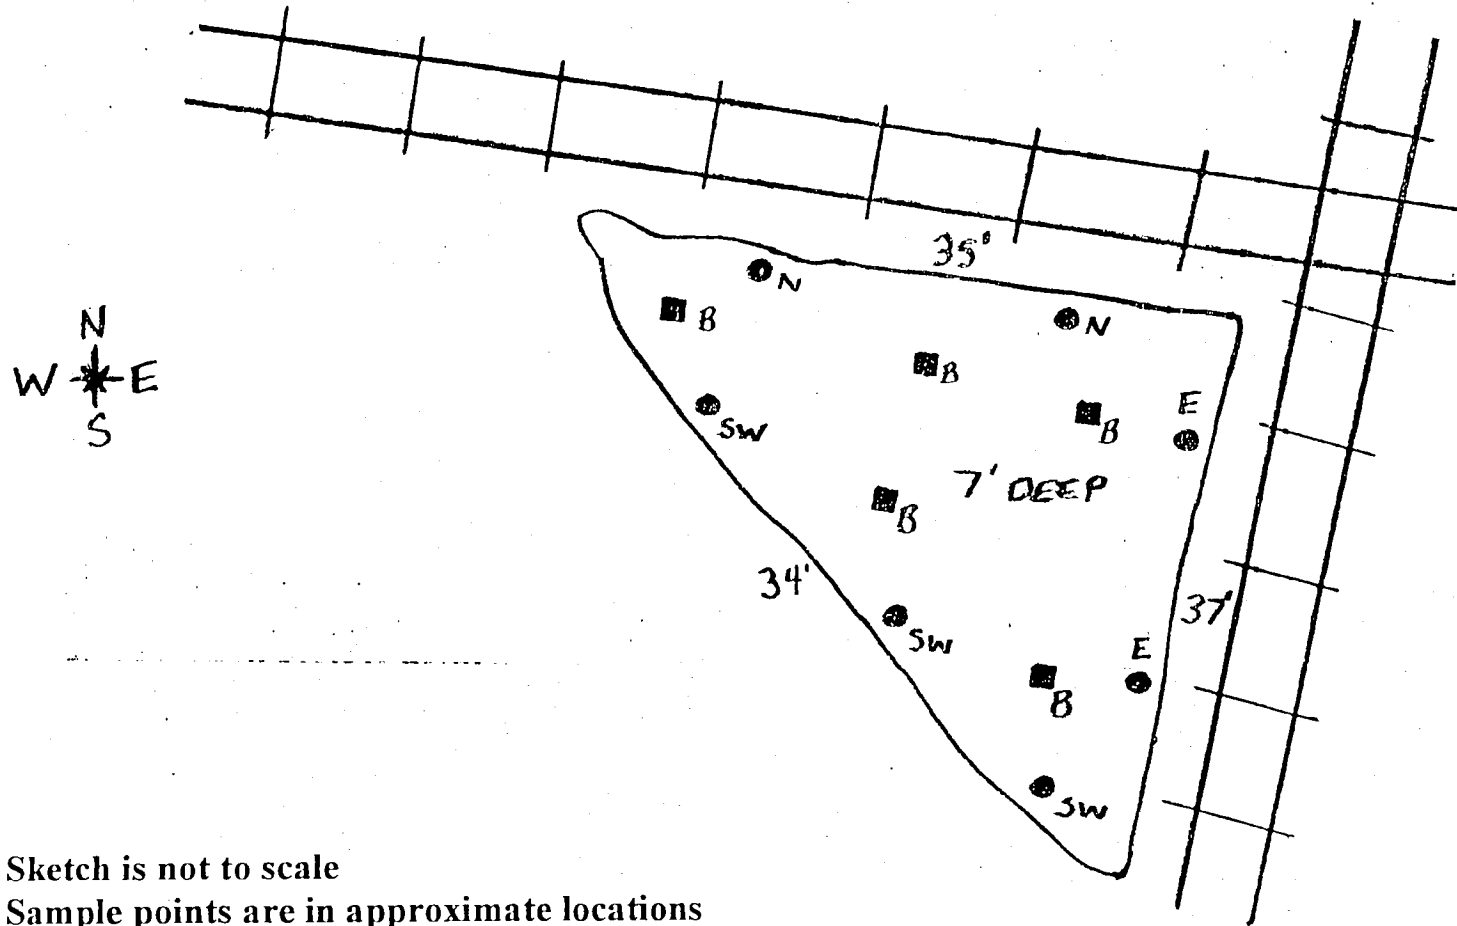 35'
N
N
B
B
B
E
SW
7' DEEP
B
N
W E
S
34'
37'
SW
E
B
SW
Sketch is not to scale
Sample points are in approximate locations